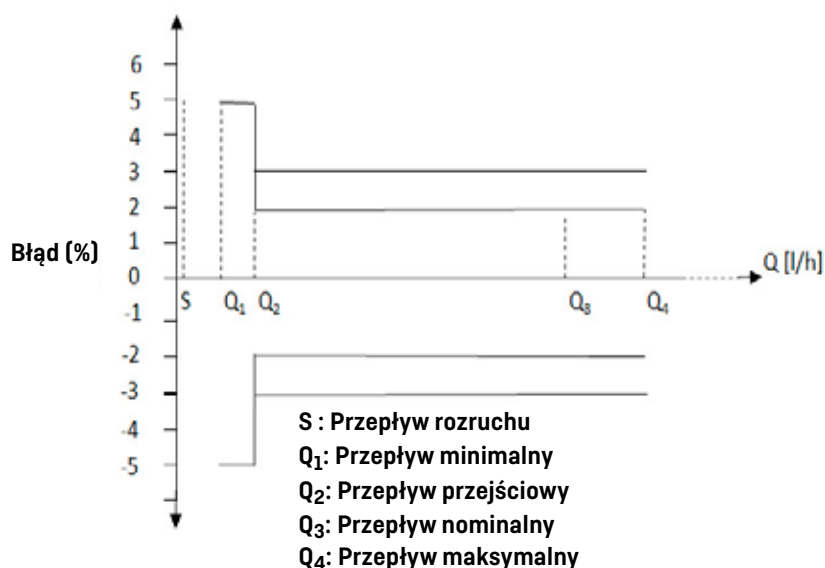 6
5
4
3
2
1
0
-1
-2
-3
-4
-5
Błąd (%)
Q [l/h]
S Q₁ Q₂ Q₃ Q₄
S : Przepływ rozruchu
Q₁: Przepływ minimalny
Q₂: Przepływ przejściowy
Q₃: Przepływ nominalny
Q₄: Przepływ maksymalny